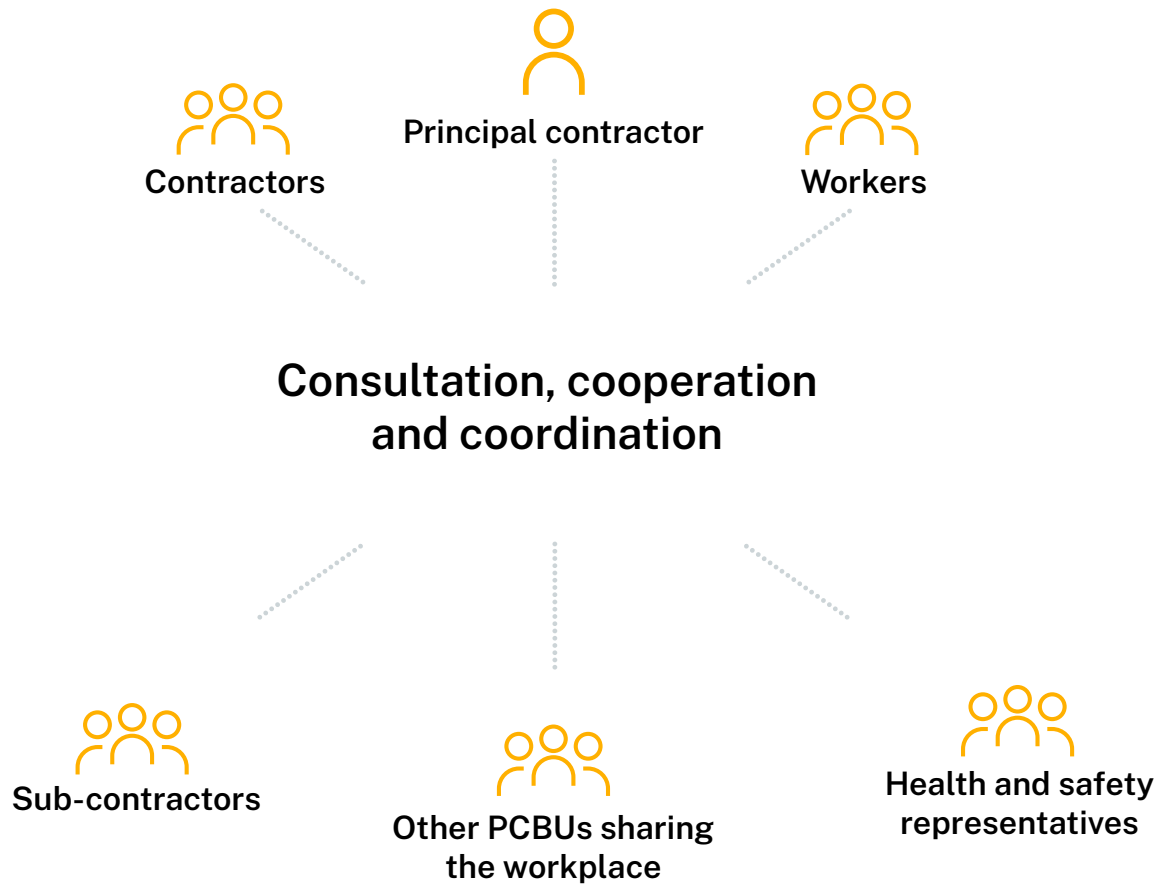 Principal contractor
Contractors
Workers
Consultation, cooperation
and coordination
Sub-contractors
Other PCBUs sharing
the workplace
Health and safety
representatives